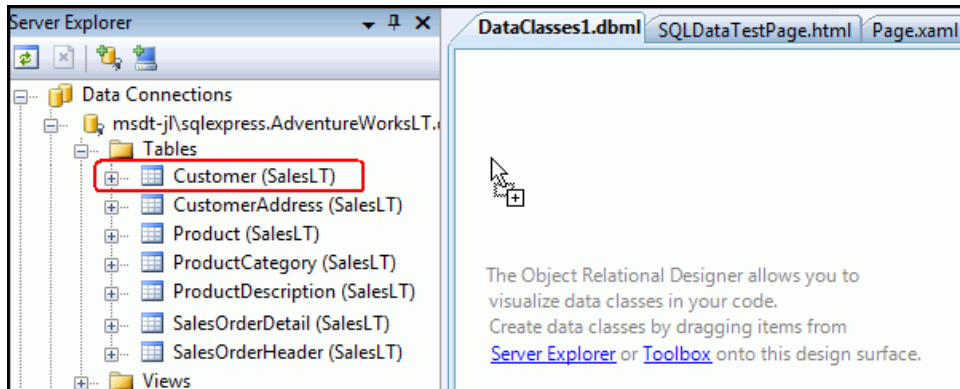 Server Explorer
Data Connections
msdt-jl\sqlexpress.AdventureWorksLT.
Tables
Customer (SalesLT)
CustomerAddress (SalesLT)
Product (SalesLT)
ProductCategory (SalesLT)
ProductDescription (SalesLT)
SalesOrderDetail (SalesLT)
SalesOrderHeader (SalesLT)
Views
DataClasses1.dbml SQLDataTestPage.html Page.xaml
The Object Relational Designer allows you to
visualize data classes in your code.
Create data classes by dragging items from
Server Explorer or Toolbox onto this design surface.